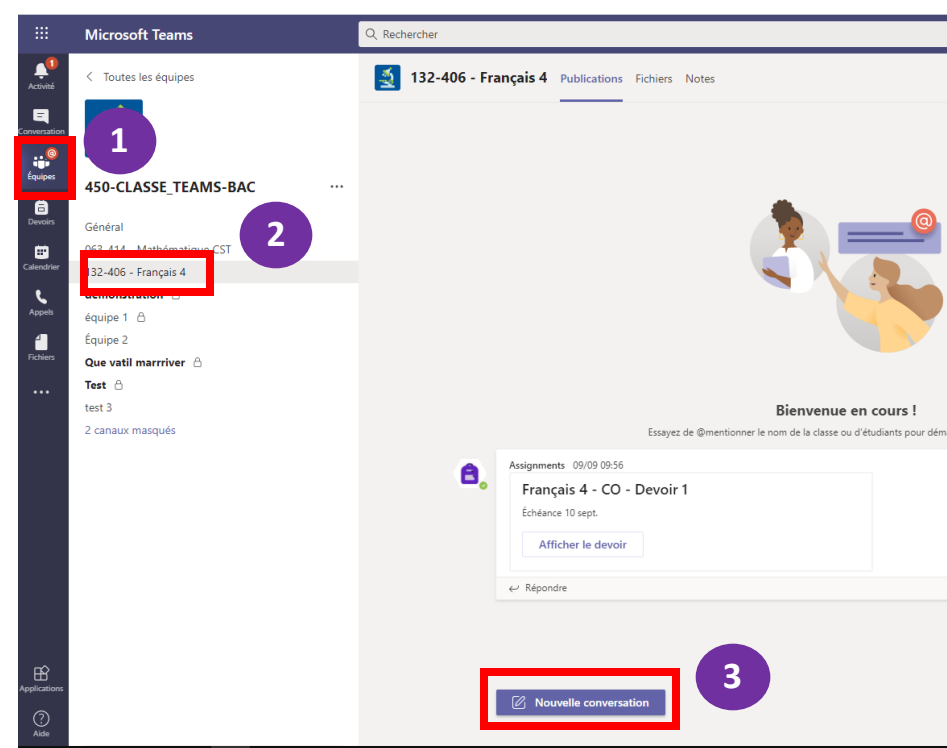 Microsoft Teams
Rechercher
1
Activité
Conversation
@
Équipes
Devoirs
Calendrier
Appels
Fichiers
Applications
Aide
Toutes les équipes
1
450-CLASSE_TEAMS-BAC
Général
2
063-414 - Mathématique CST
132-406 - Français 4
démonstration
équipe 1
Équipe 2
Que vatil marrriver
Test
test 3
2 canaux masqués
132-406 - Français 4 Publications Fichiers Notes
@
Bienvenue en cours !
Essayez de @mentionner le nom de la classe ou d'étudiants pour dém
Assignments 09/09 09:56
Français 4 - CO - Devoir 1
Échéance 10 sept.
Afficher le devoir
Répondre
3
Nouvelle conversation